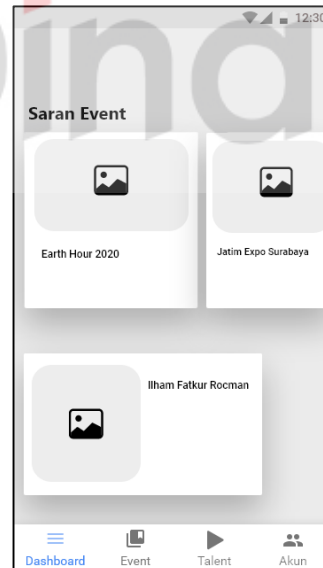 12:30
Saran Event
Earth Hour 2020
Jatim Expo Surabaya
Ilham Fatkur Rocman
Dashboard
Event
Talent
Akun